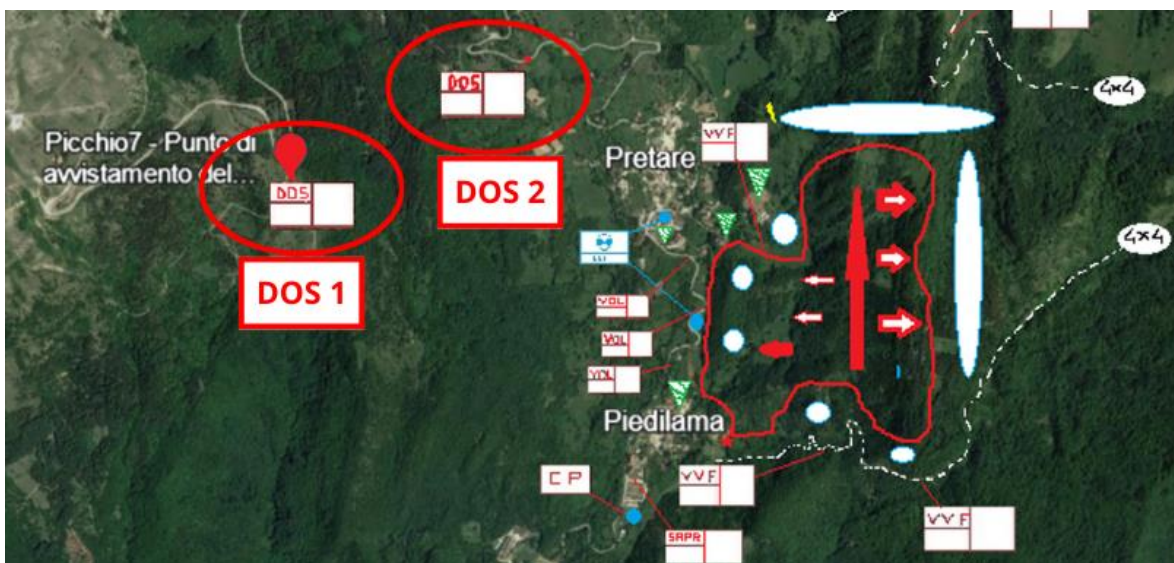 4x4
DOS
VVF
Picchio7 - Punto di
avvistamento del...
Pretare
DOS
DOS 2
4x4
DOS 1
VOL
VOL
VOL
Piedilama
CP
VVF
VVF
SAPR